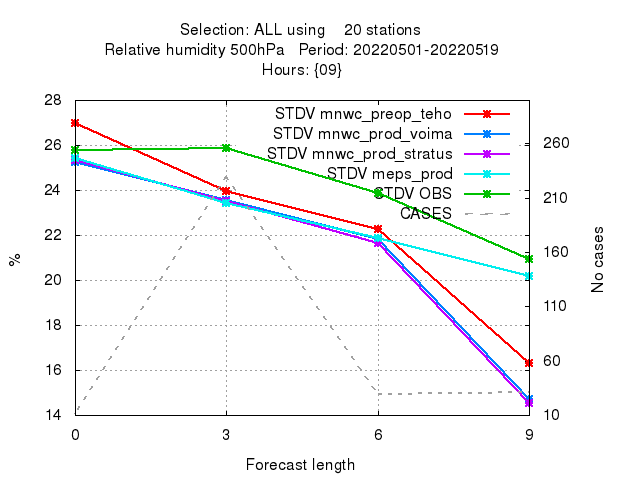 Selection: ALL using 20 stations
Relative humidity 500hPa Period: 20220501-20220519
Hours: {09}
28
26
24
22
20
18
16
14
%
STDV mnwc_preop_teho
STDV mnwc_prod_voima
STDV mnwc_prod_stratus
STDV meps_prod
STDV OBS
CASES
260
210
160
110
60
10
No cases
0 3 6 9
Forecast length